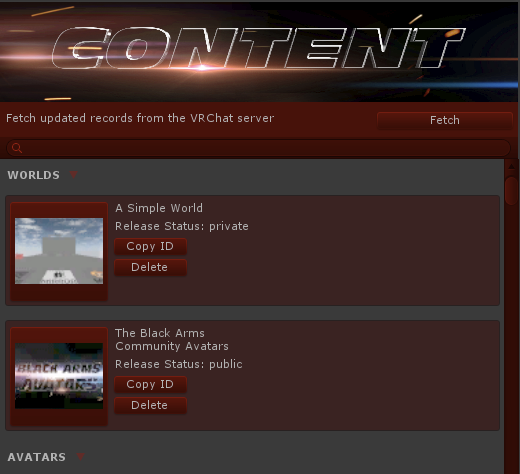 CONTENT
Fetch updated records from the VRChat server
Fetch
WORLDS
A Simple World
Release Status: private
Copy ID
Delete
BLACK ARMS
AVATARS
The Black Arms
Community Avatars
Release Status: public
Copy ID
Delete
AVATARS